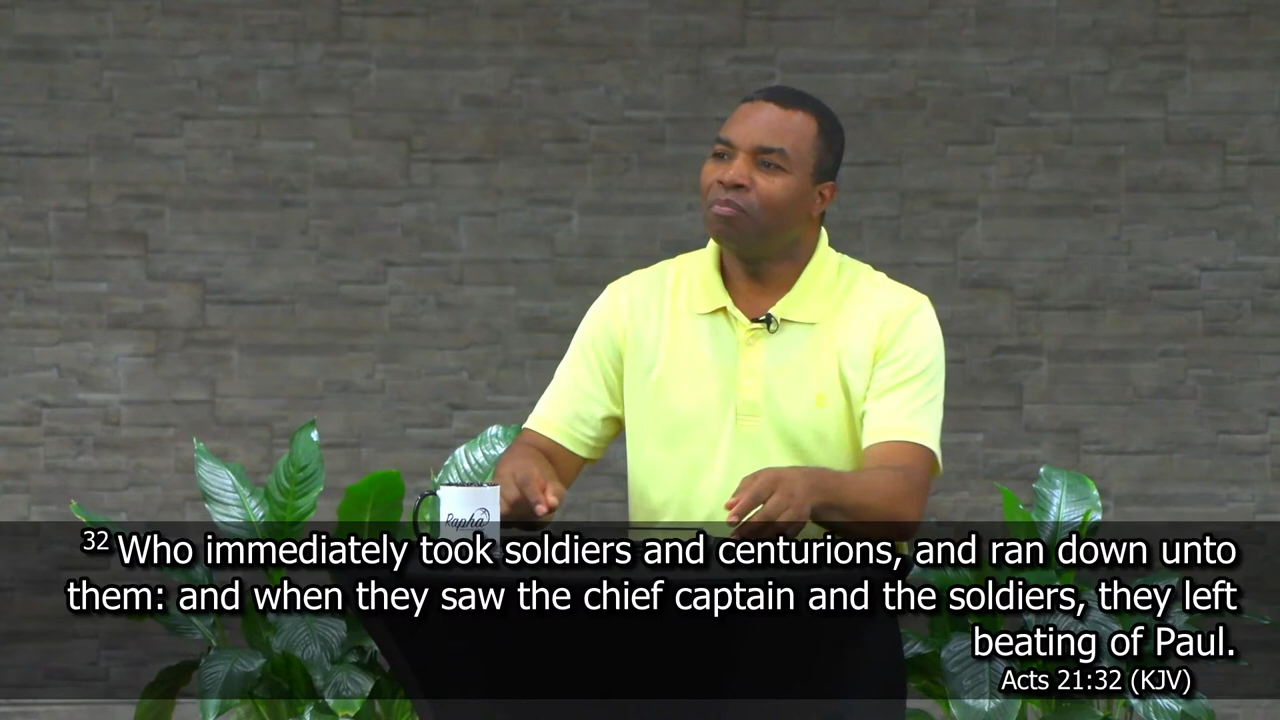 Rapha
32 Who immediately took soldiers and centurions, and ran down unto
them: and when they saw the chief captain and the soldiers, they left
beating of Paul.
Acts 21:32 (KJV)